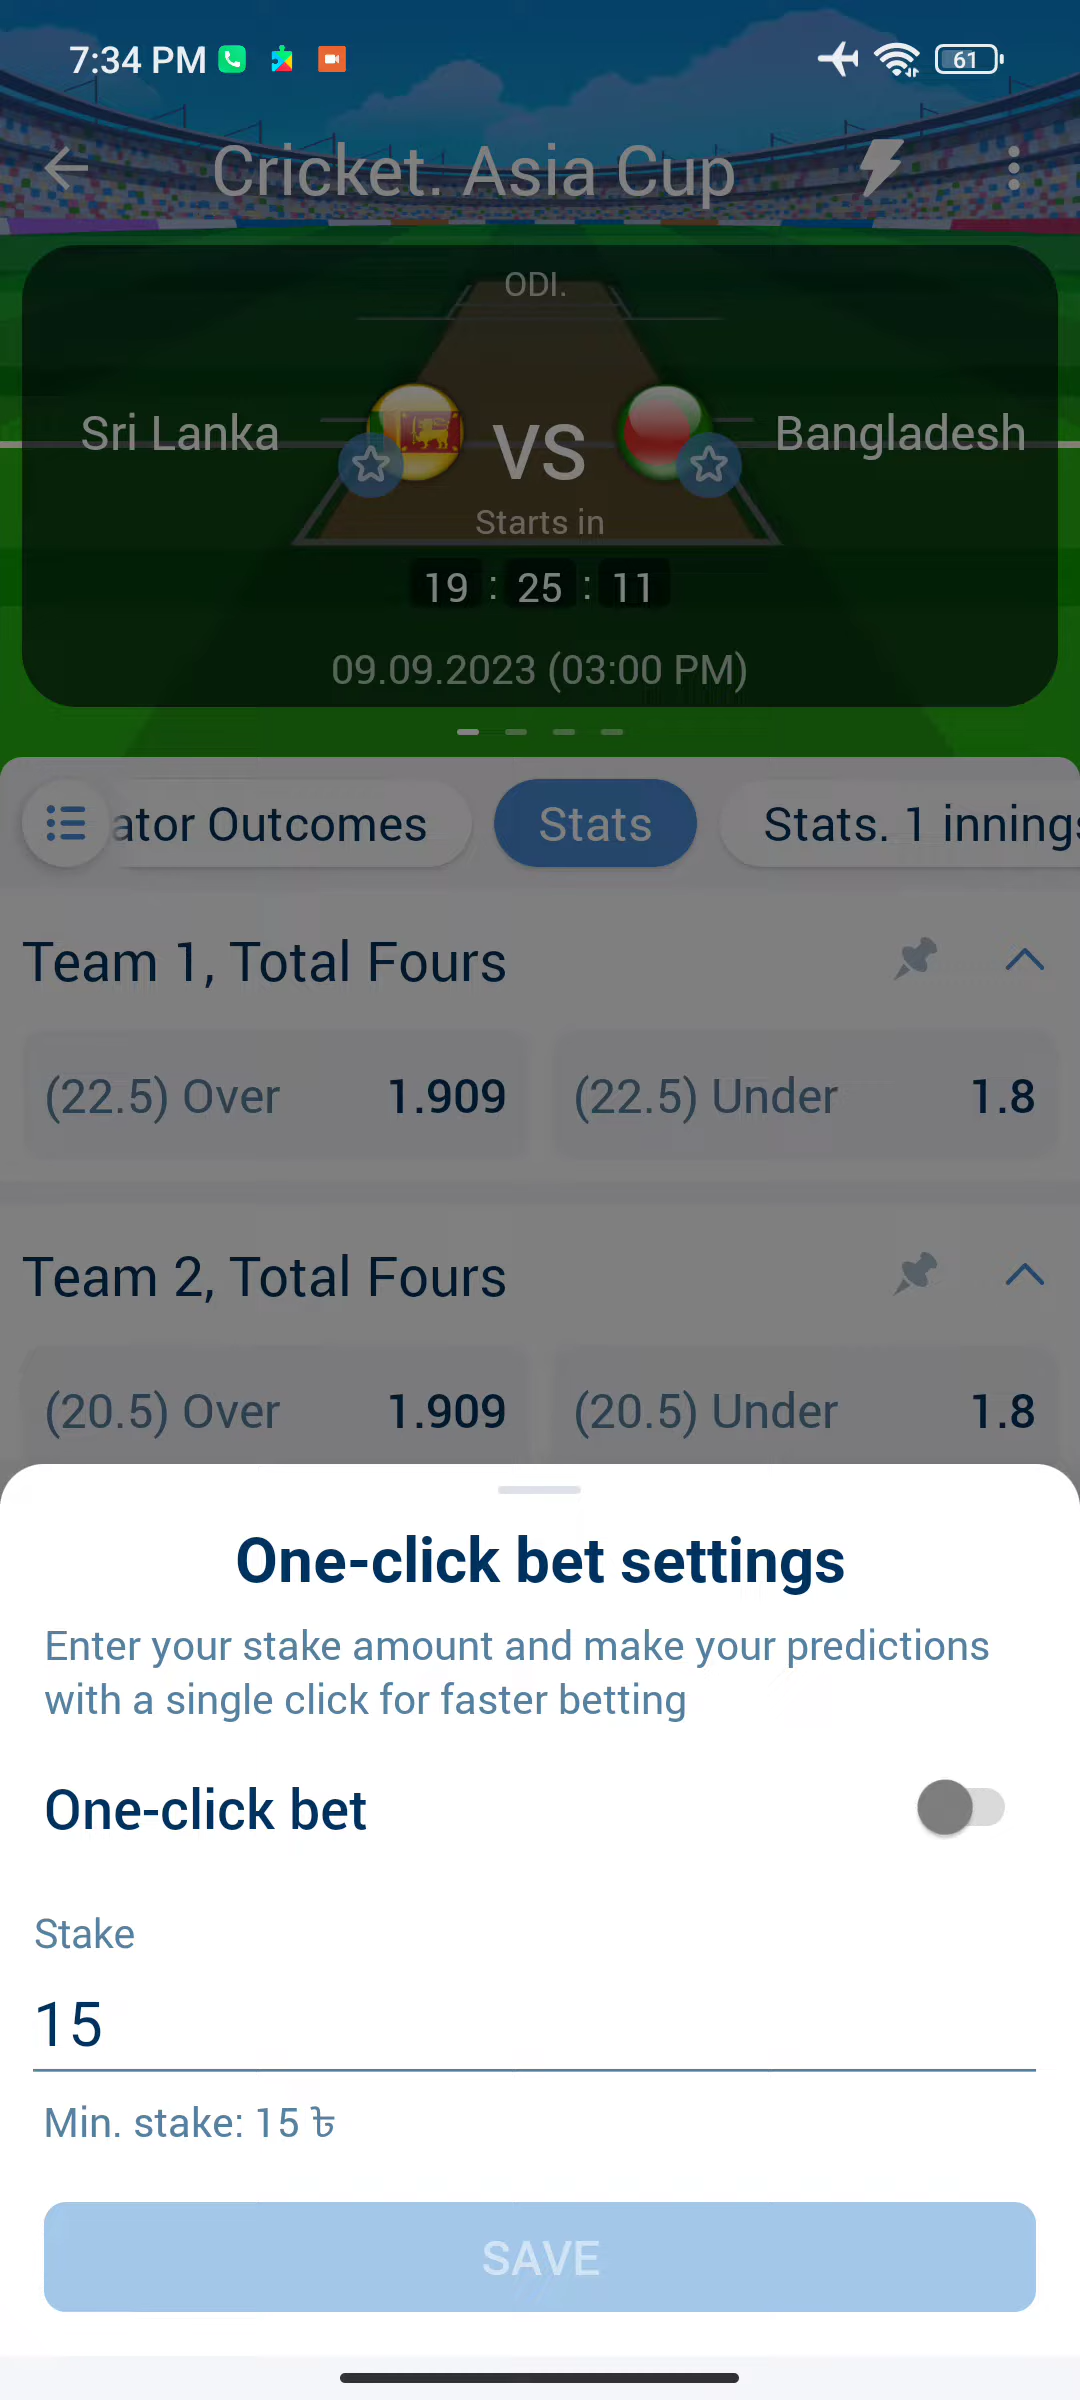 7:34 PM
61
Cricket. Asia Cup
ODI.
Sri Lanka
VS
Bangladesh
Starts in
19 : 25 : 11
09.09.2023 (03:00 PM)
ator Outcomes
Stats
Stats. 1 innings
Team 1, Total Fours
(22.5) Over 1.909
(22.5) Under 1.8
Team 2, Total Fours
(20.5) Over 1.909
(20.5) Under 1.8
One-click bet settings
Enter your stake amount and make your predictions
with a single click for faster betting
One-click bet
Stake
15
Min. stake: 15 ৳
SAVE